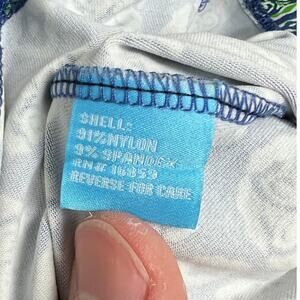 SHELL:
91% NYLON
9% SPANDEX
RN# 16859
REVERSE FOR CARE